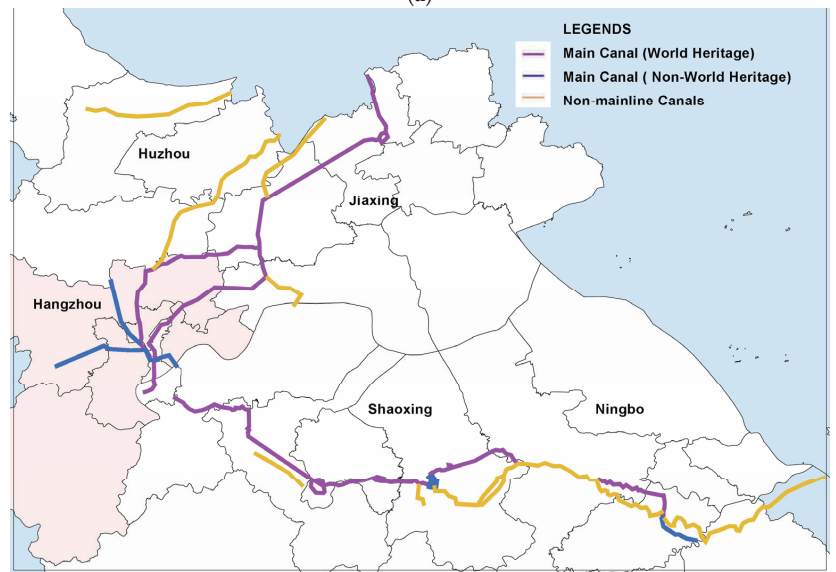 (a)
LEGENDS
Main Canal (World Heritage)
Main Canal ( Non-World Heritage)
Non-mainline Canals
Huzhou
Jiaxing
Hangzhou
Shaoxing
Ningbo